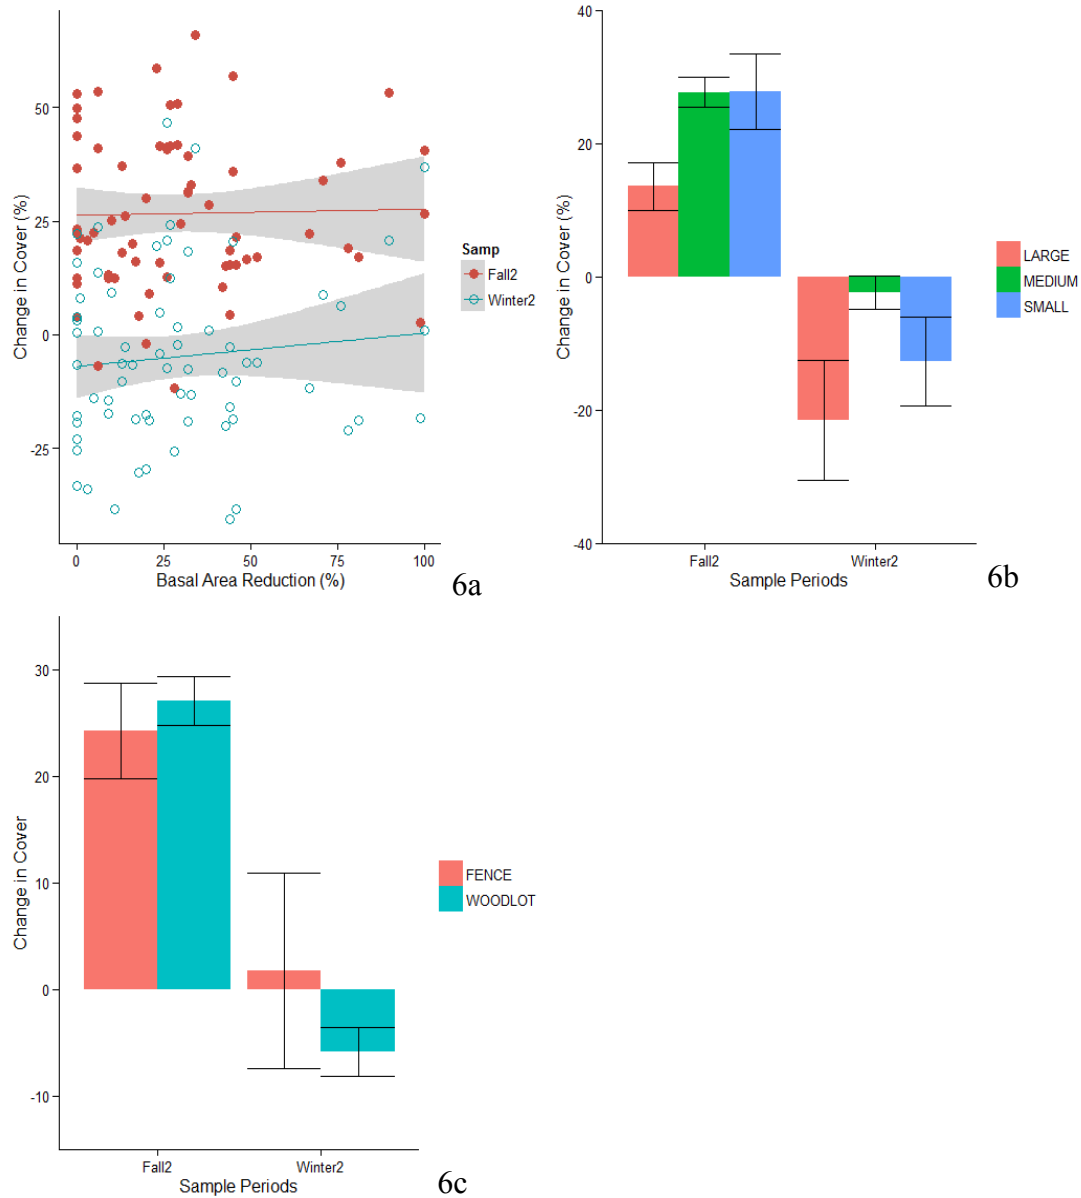 50
25
0
-25
Change in Cover (%)
0
25
50
75
100
Basal Area Reduction (%)
Samp
Fall2
Winter2
6a
40
20
0
-20
-40
Change in Cover (%)
Fall2
Winter2
Sample Periods
LARGE
MEDIUM
SMALL
6b
30
20
10
0
-10
Change in Cover
Fall2
Winter2
Sample Periods
FENCE
WOODLOT
6c